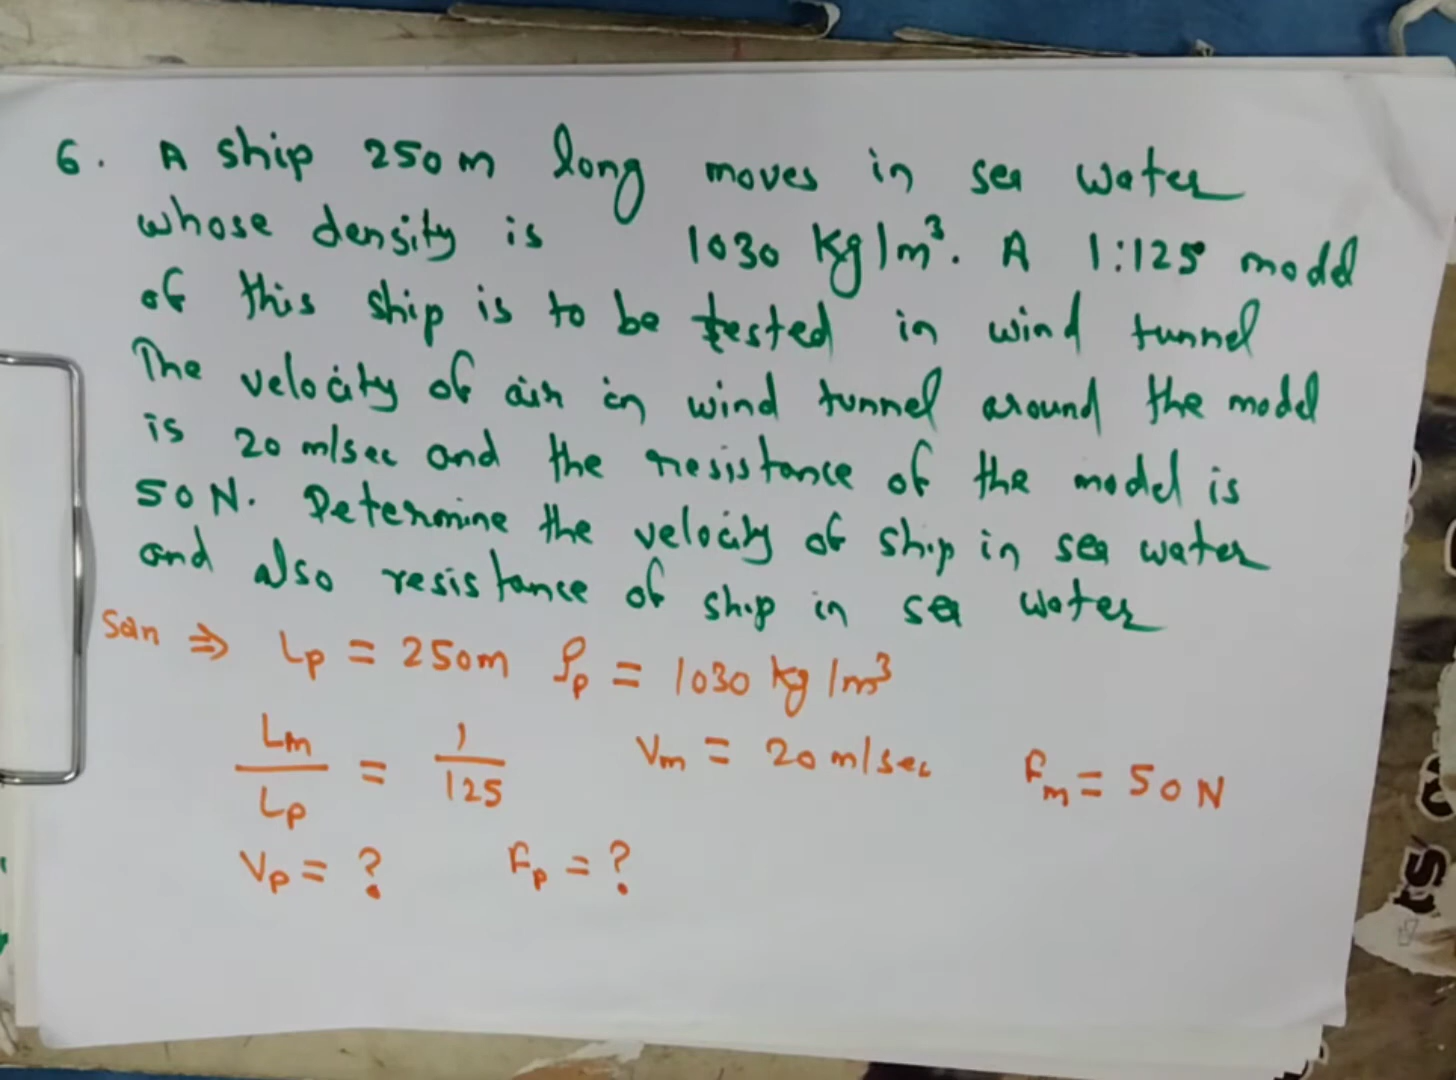 6. A ship 250m long moves in sea water
whose density is 1030 kg/m³. A 1:125 model
of this ship is to be tested in wind tunnel
The velocity of air in wind tunnel around the model
is 20 m/sec and the resistance of the model is
50N. Determine the velocity of ship in sea water
and also resistance of ship in sea water
Soln ⇒ Lp = 250m ρp = 1030 kg/m³
Lm/Lp = 1/125 Vm = 20 m/sec Fm = 50N
Vp = ? Fp = ?